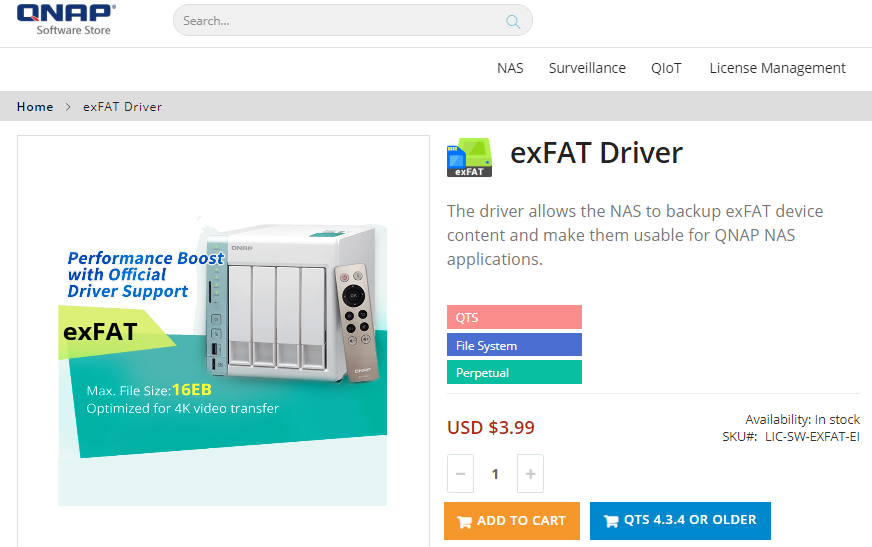 QNAP
Software Store
Search...
NAS Surveillance QIoT License Management
Home > exFAT Driver
exFAT
exFAT Driver
The driver allows the NAS to backup exFAT device
content and make them usable for QNAP NAS
applications.
QNAP
Performance Boost
with Official
Driver Support
exFAT
OK
QNAP
Max. File Size:16EB
Optimized for 4K video transfer
QTS
File System
Perpetual
USD $3.99
Availability: In stock
SKU#: LIC-SW-EXFAT-EI
− 1 +
ADD TO CART
QTS 4.3.4 OR OLDER